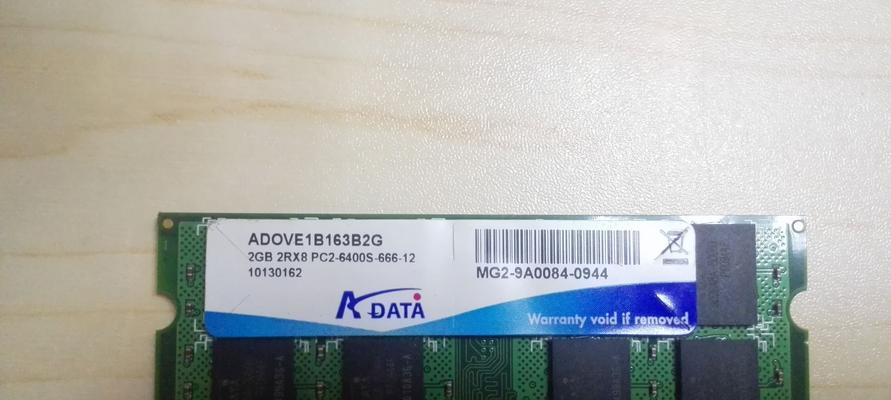 ADOVE1B163B2G
2GB 2RX8 PC2-6400S-666-12
10130162
MG2-9A0084-0944
ADATA
Warranty void if removed